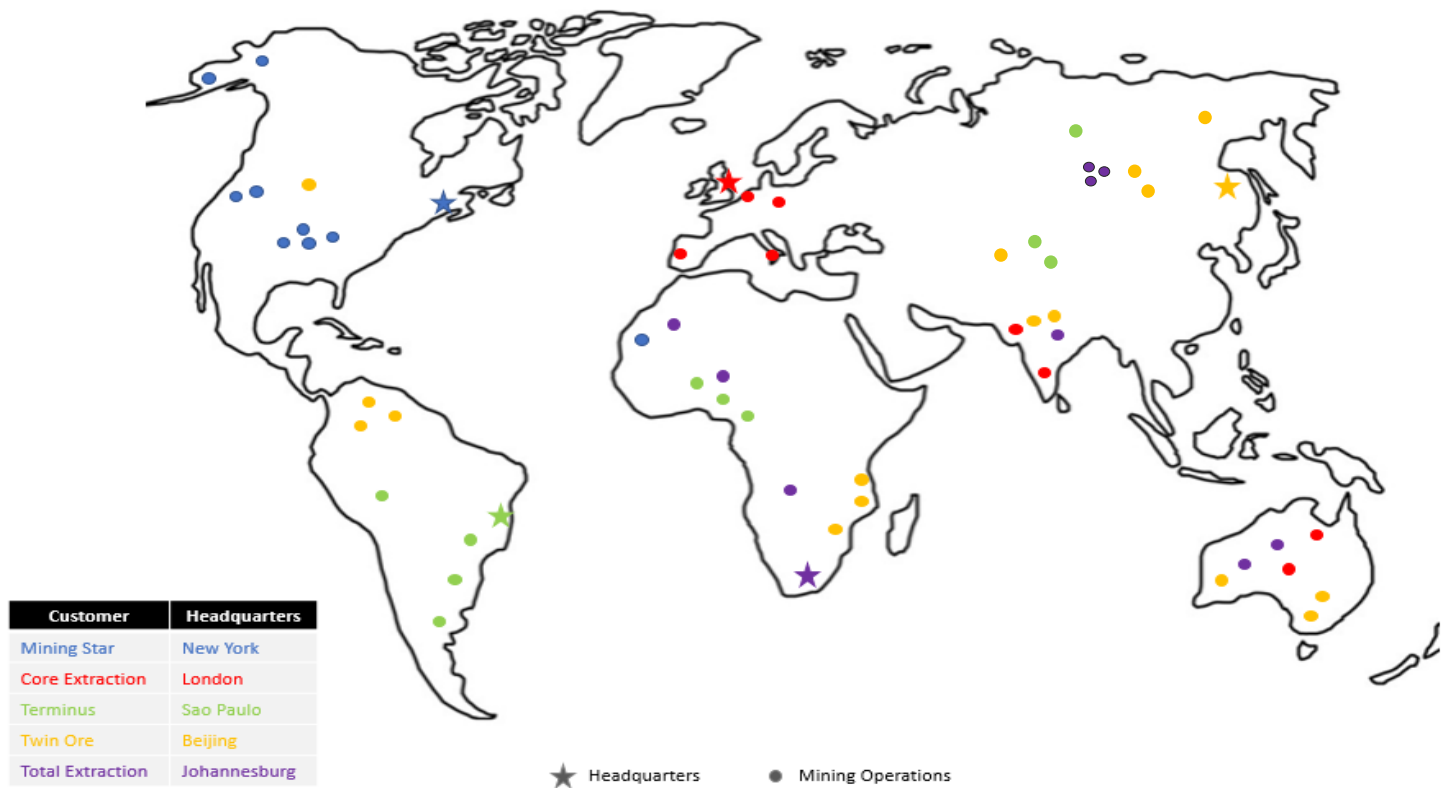 Customer Headquarters
Mining Star New York
Core Extraction London
Terminus Sao Paulo
Twin Ore Beijing
Total Extraction Johannesburg
Headquarters Mining Operations